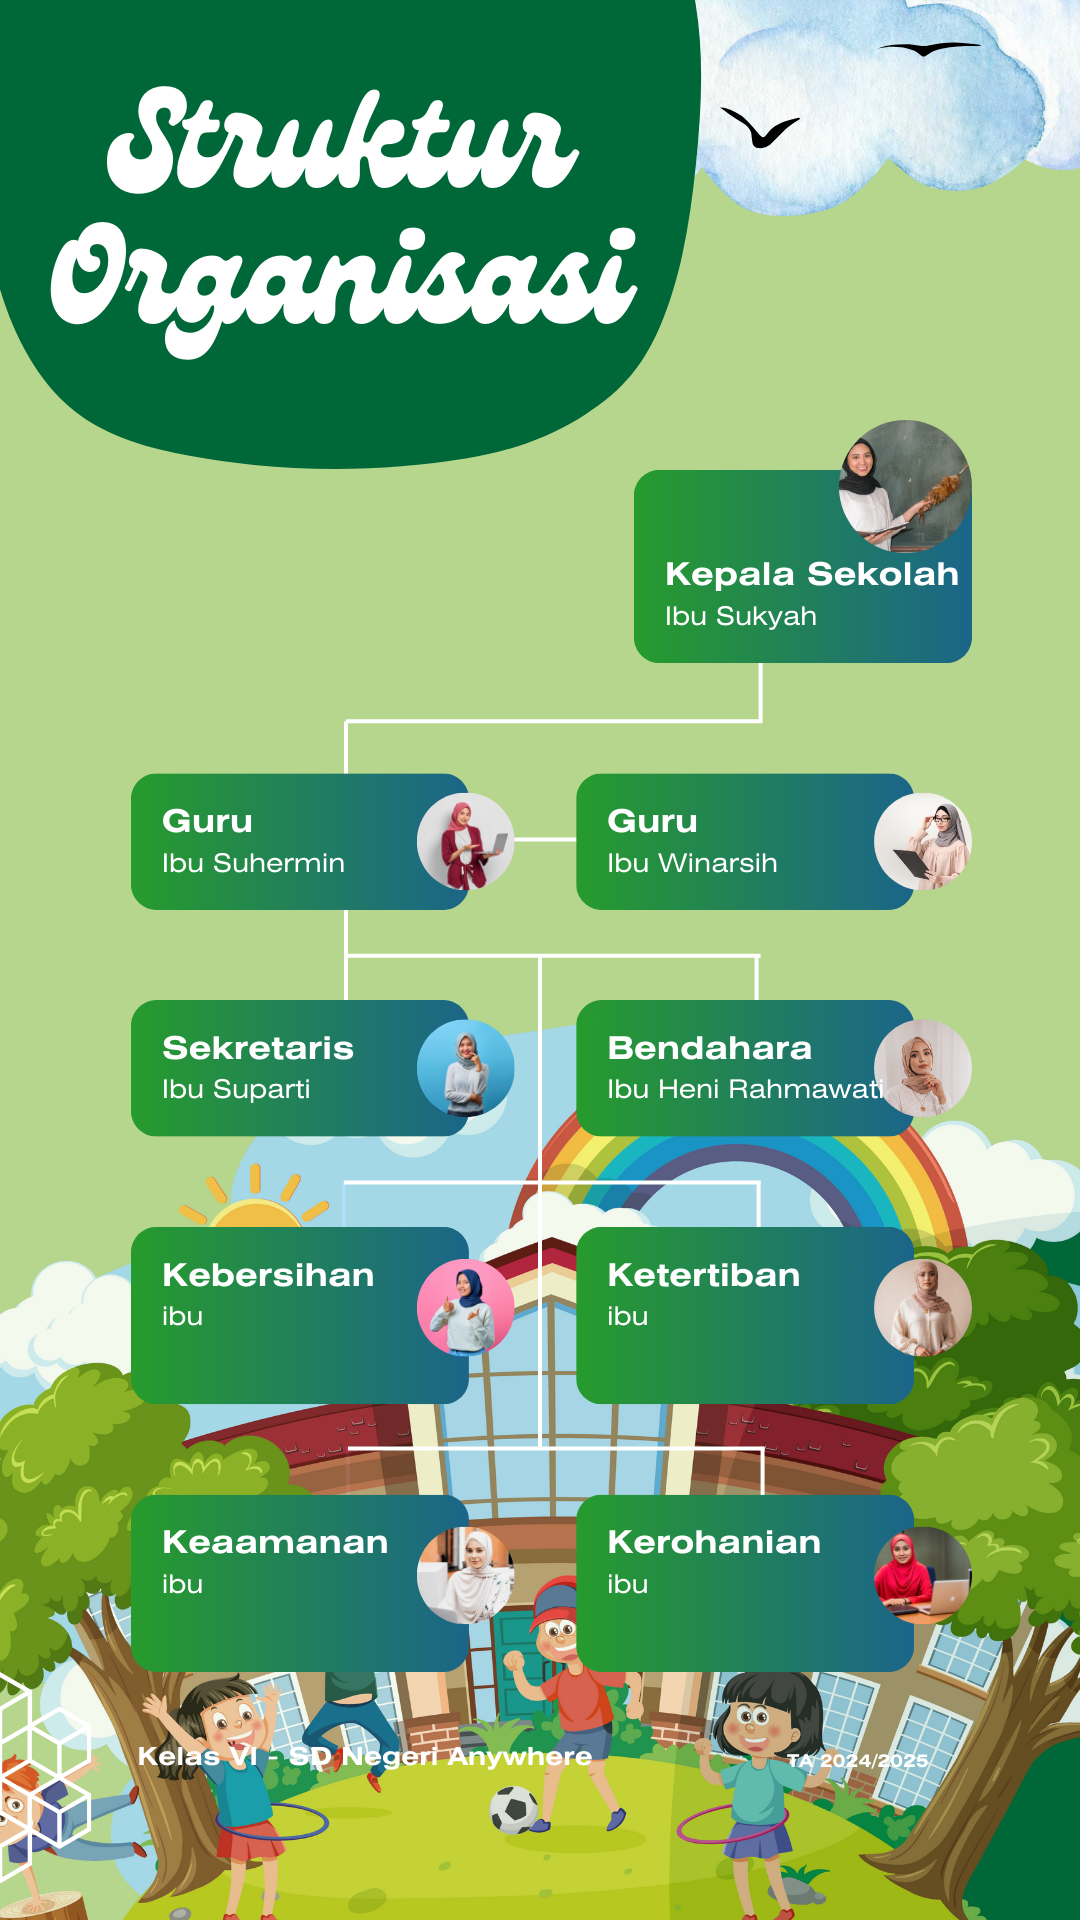 Struktur
Organisasi
Kepala Sekolah
Ibu Sukyah
Guru
Ibu Suhermin
Guru
Ibu Winarsih
Sekretaris
Ibu Suparti
Bendahara
Ibu Heni Rahmawati
Kebersihan
ibu
Ketertiban
ibu
Keaamanan
ibu
Kerohanian
ibu
Kelas VI - SD Negeri Anywhere
TA 2024/2025